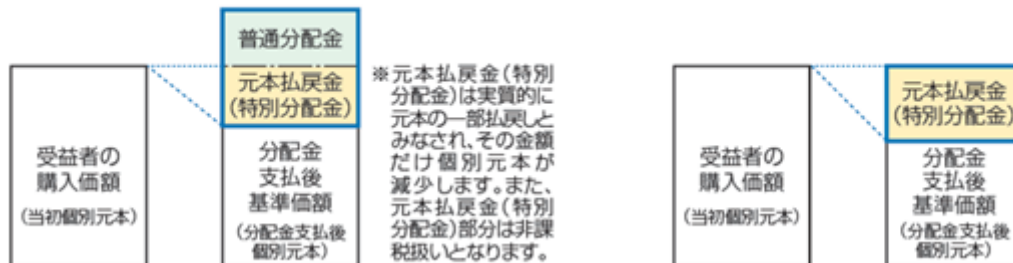 普通分配金
元本払戻金
(特別分配金)
受益者の
購入価額
(当初個別元本)
分配金
支払後
基準価額
(分配金支払後
個別元本)
※元本払戻金(特別
分配金)は実質的に
元本の一部払戻しと
みなされ、その金額
だけ個別元本が
減少します。また、
元本払戻金(特別
分配金)部分は非課
税扱いとなります。
元本払戻金
(特別分配金)
受益者の
購入価額
(当初個別元本)
分配金
支払後
基準価額
(分配金支払後
個別元本)